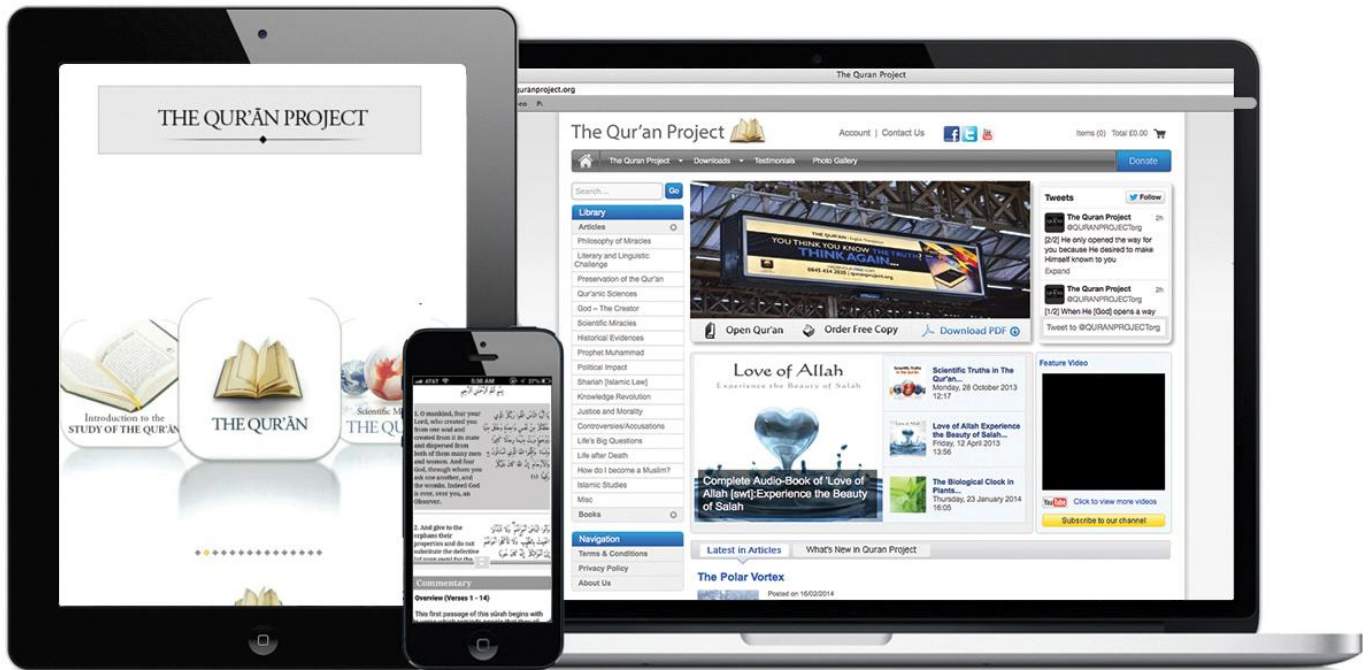 THE QUR'ĀN PROJECT
Introduction to the
STUDY OF THE QUR'ĀN
THE QUR'ĀN
Scientific M
THE QU
AT&T
5:36 AM
37%
1. O mankind, fear your
Lord, who created you
from one soul and
created from it its mate
and dispersed from
both of them many men
and women. And fear
God, through whom you
ask one another, and
the wombs. Indeed God
is ever, over you, an
Observer.
2. And give to the
orphans their
properties and do not
substitute the defective
Commentary
Overview (Verses 1 - 14)
This first passage of this sūrah begins with
The Quran Project
quranproject.org
The Qur'an Project
Account | Contact Us
Items (0) Total £0.00
The Quran Project Downloads Testimonials Photo Gallery
Donate
Search...
Go
Library
Articles
Philosophy of Miracles
Literary and Linguistic
Challenge
Preservation of the Qur'an
Qur'anic Sciences
God – The Creator
Scientific Miracles
Historical Evidences
Prophet Muhammad
Political Impact
Shariah [Islamic Law]
Knowledge Revolution
Justice and Morality
Controversies/Accusations
Life's Big Questions
Life after Death
How do I become a Muslim?
Islamic Studies
Misc
Books
Navigation
Terms & Conditions
Privacy Policy
About Us
THE QUR'AN
YOU THINK YOU KNOW THE TRUTH?
THINK AGAIN...
0845 414 2035 | quranproject.org
Open Qur'an
Order Free Copy
Download PDF
Love of Allah
Experience the Beauty of Salah
Complete Audio-Book of 'Love of
Allah [swt]:Experience the Beauty
of Salah
Scientific Truths in The
Qur'an...
Monday, 28 October 2013
12:17
Love of Allah Experience
the Beauty of Salah...
Friday, 12 April 2013
13:56
The Biological Clock in
Plants...
Thursday, 23 January 2014
16:05
Latest in Articles
What's New in Quran Project
The Polar Vortex
Posted on 16/02/2014
Tweets
Follow
The Quran Project 2h
@QURANPROJECTorg
[2/2] He only opened the way for
you because He desired to make
Himself known to you
Expand
The Quran Project 2h
@QURANPROJECTorg
[1/2] When He [God] opens a way
Tweet to @QURANPROJECTorg
Feature Video
YouTube
Click to view more videos
Subscribe to our channel